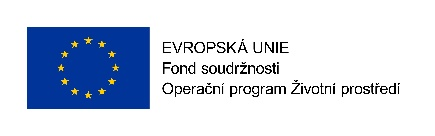 EVROPSKÁ UNIE
Fond soudržnosti
Operační program Životní prostředí